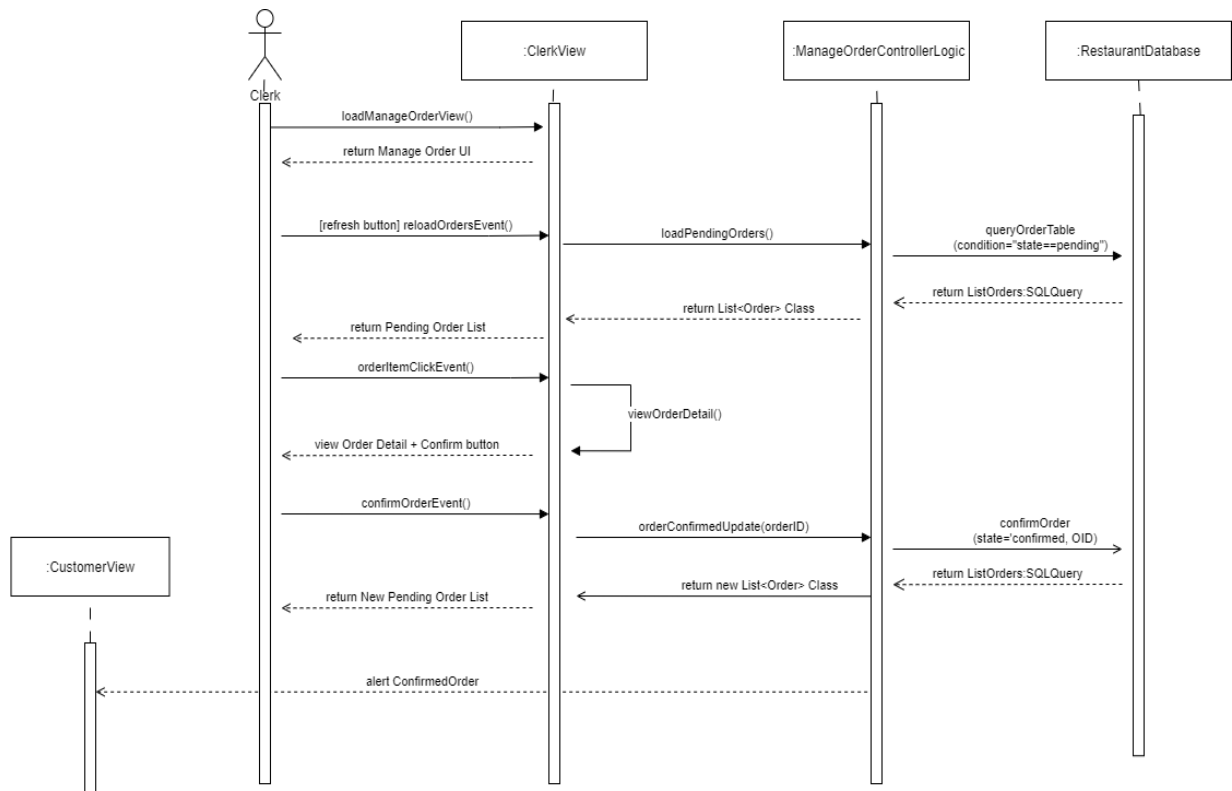 :ClerkView
:ManageOrderControllerLogic
:RestaurantDatabase
Clerk
loadManageOrderView()
return Manage Order UI
[refresh button] reloadOrdersEvent()
loadPendingOrders()
queryOrderTable
(condition="state==pending")
return ListOrders:SQLQuery
return List<Order> Class
return Pending Order List
orderItemClickEvent()
viewOrderDetail()
view Order Detail + Confirm button
confirmOrderEvent()
orderConfirmedUpdate(orderID)
confirmOrder
(state='confirmed, OID)
:CustomerView
return ListOrders:SQLQuery
return new List<Order> Class
return New Pending Order List
alert ConfirmedOrder